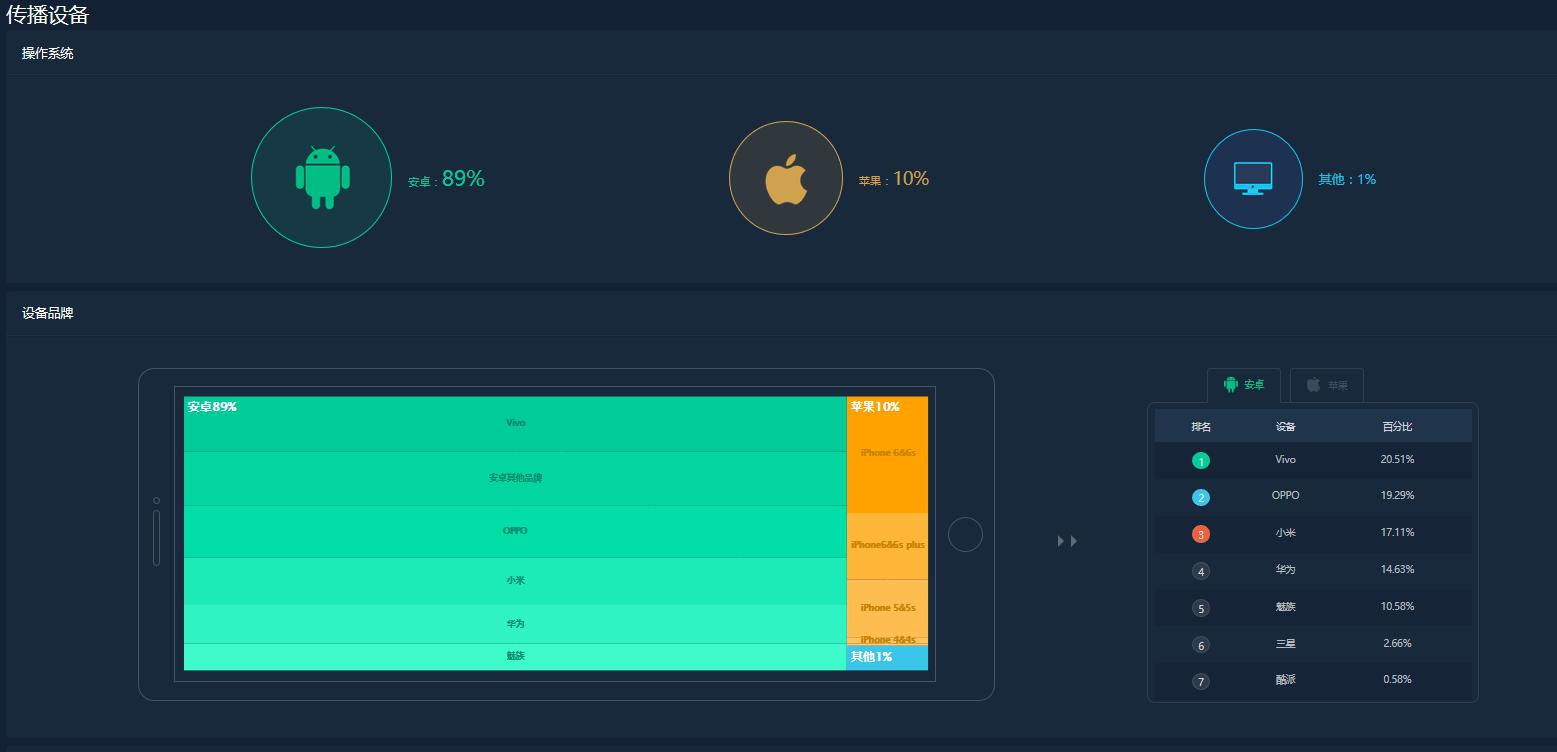 传播设备
操作系统
安卓：89%
苹果：10%
其他：1%
设备品牌
安卓89%
Vivo
安卓其他品牌
OPPO
小米
华为
魅族
苹果10%
iPhone 6&6s
iPhone6&6s plus
iPhone 5&5s
iPhone 4&4s
其他1%
安卓 苹果
排名 设备 百分比
1 Vivo 20.51%
2 OPPO 19.29%
3 小米 17.11%
4 华为 14.63%
5 魅族 10.58%
6 三星 2.66%
7 酷派 0.58%